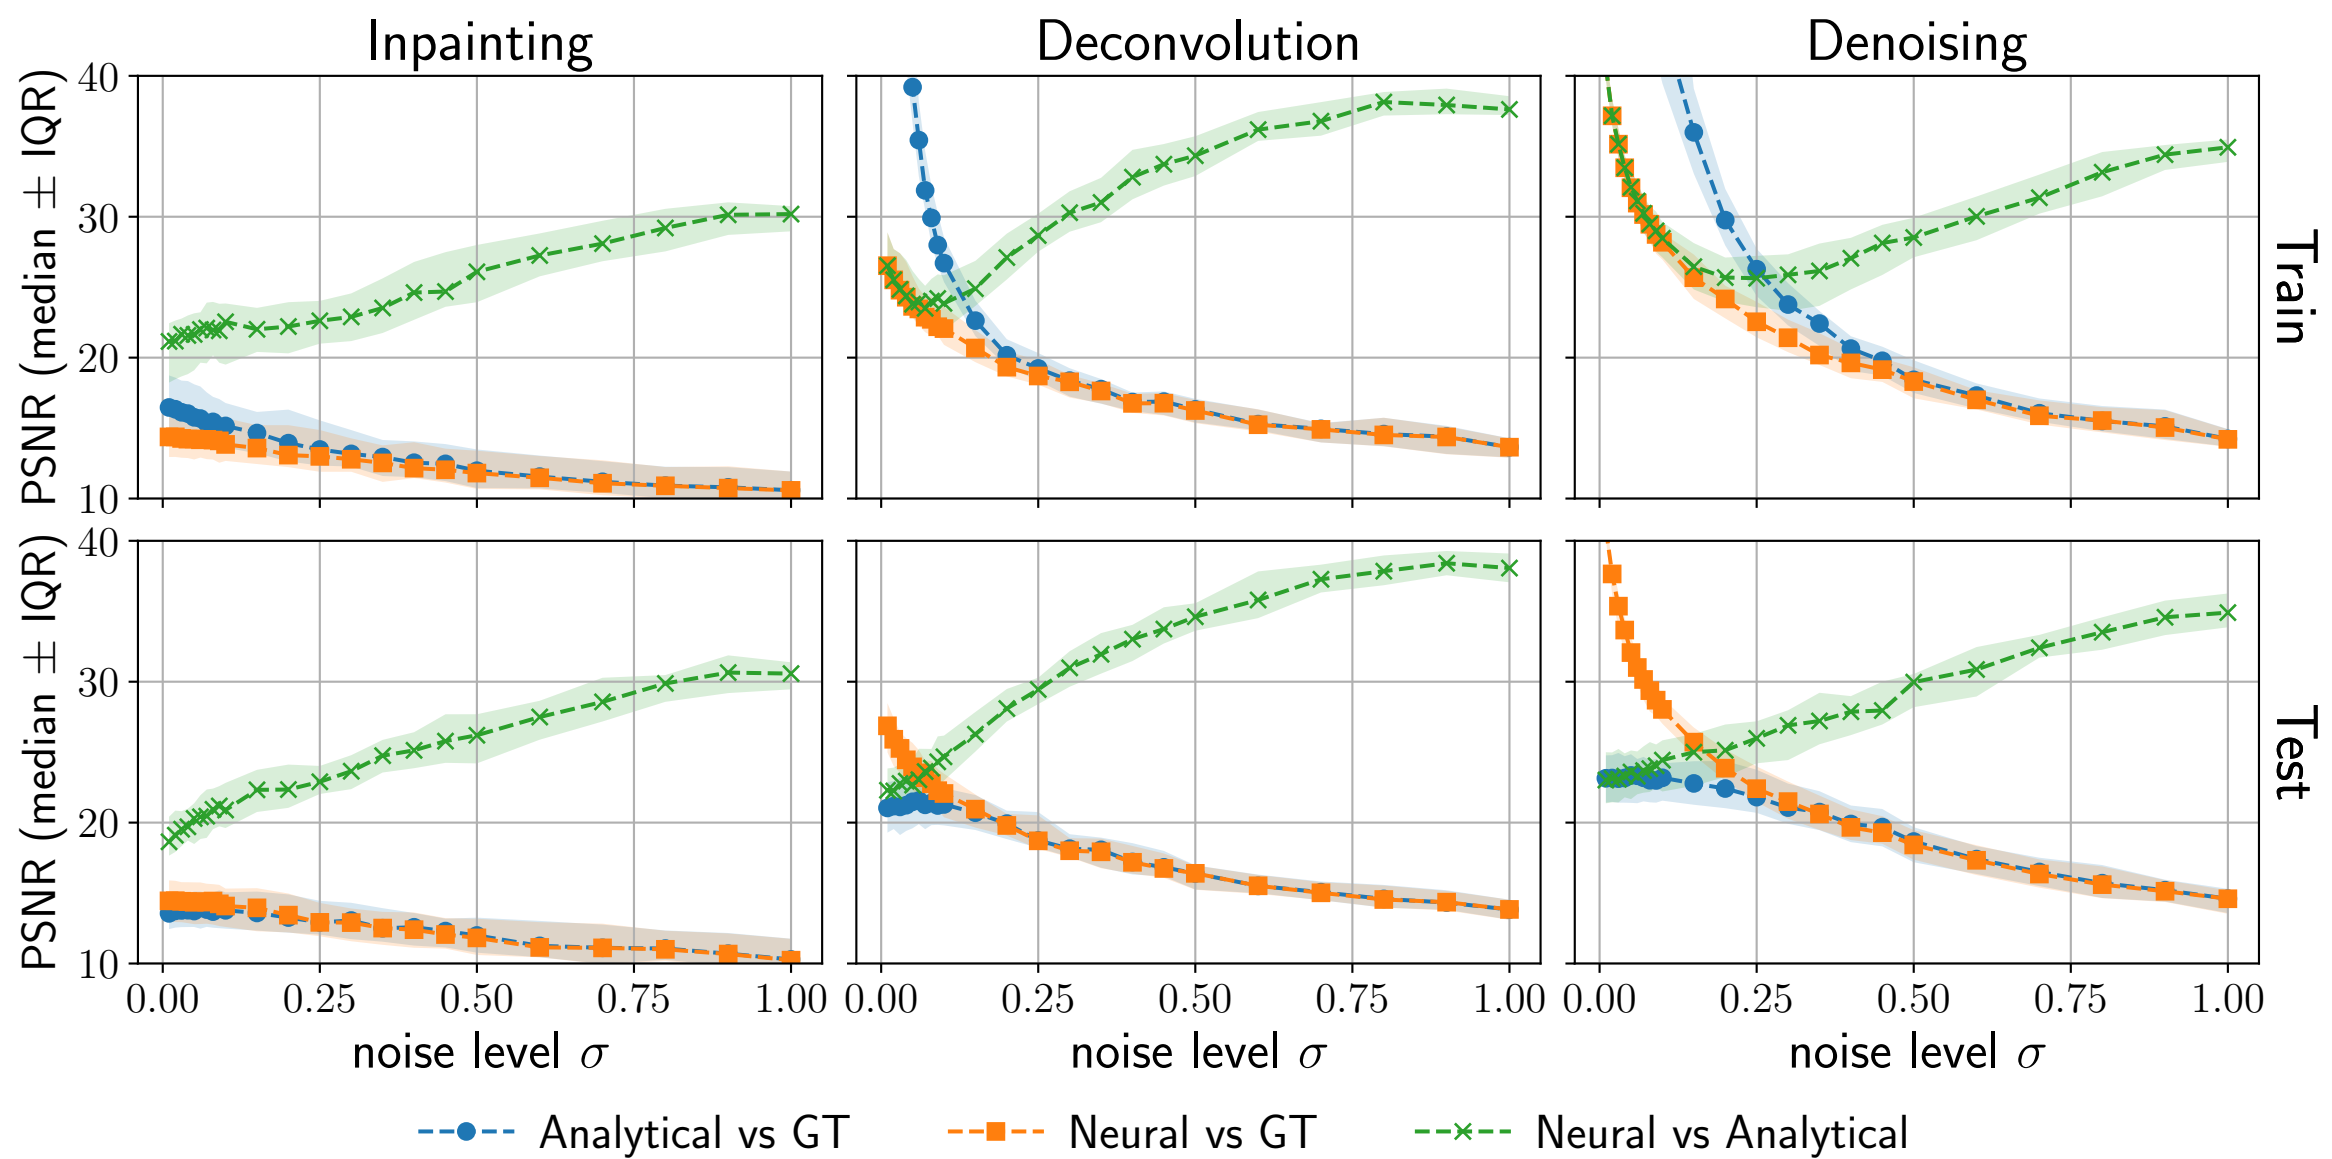 Inpainting Deconvolution Denoising
PSNR (median ± IQR)
40
30
20
10
Train
PSNR (median ± IQR)
40
30
20
10
Test
0.00 0.25 0.50 0.75 1.00 0.00 0.25 0.50 0.75 1.00 0.00 0.25 0.50 0.75 1.00
noise level σ noise level σ noise level σ
Analytical vs GT Neural vs GT Neural vs Analytical